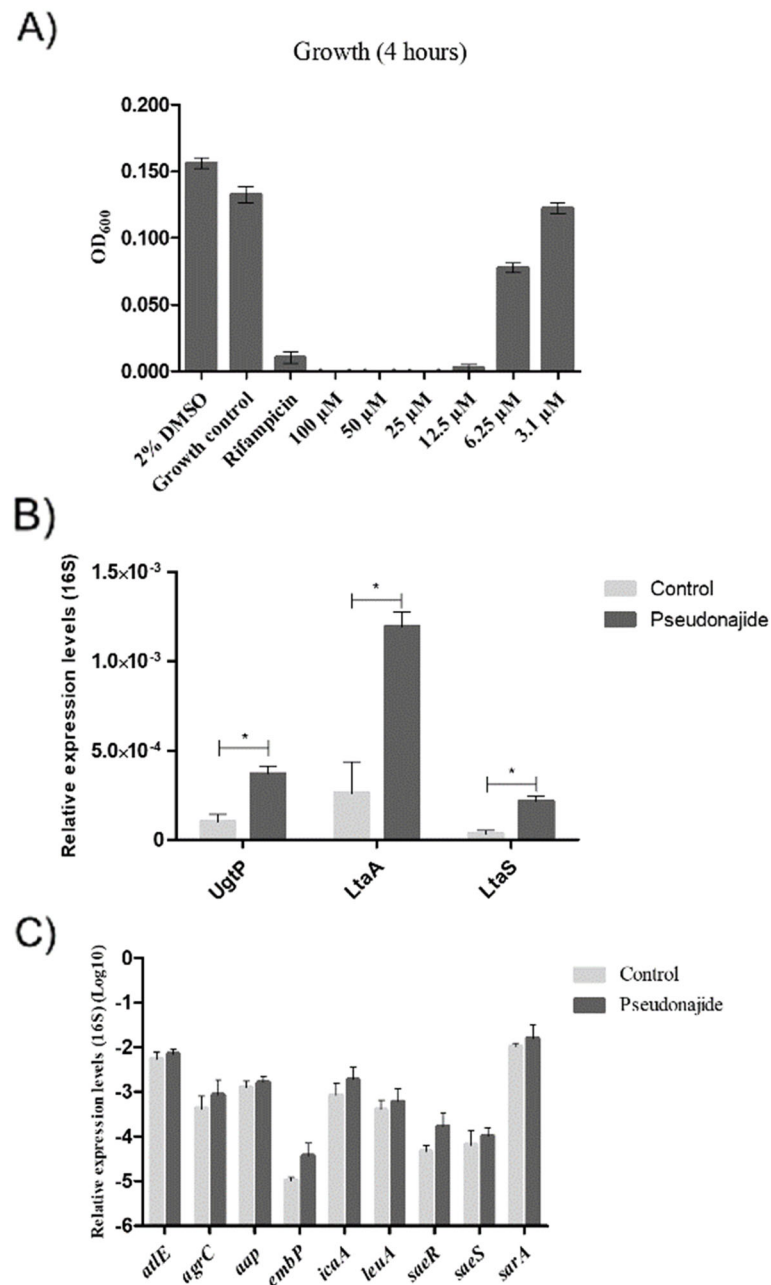 A)
Growth (4 hours)
OD600
0.200
0.150
0.100
0.050
0.000
2% DMSO
Growth control
Rifampicin
100 µM
50 µM
25 µM
12.5 µM
6.25 µM
3.1 µM
B)
Relative expression levels (16S)
1.5×10-3
1.0×10-3
5.0×10-4
0
*
*
*
UgtP
LtaA
LtaS
Control
Pseudonajide
C)
Relative expression levels (16S) (Log10)
0
-1
-2
-3
-4
-5
-6
atlE
agrC
aap
embP
icaA
leuA
saeR
saeS
sarA
Control
Pseudonajide